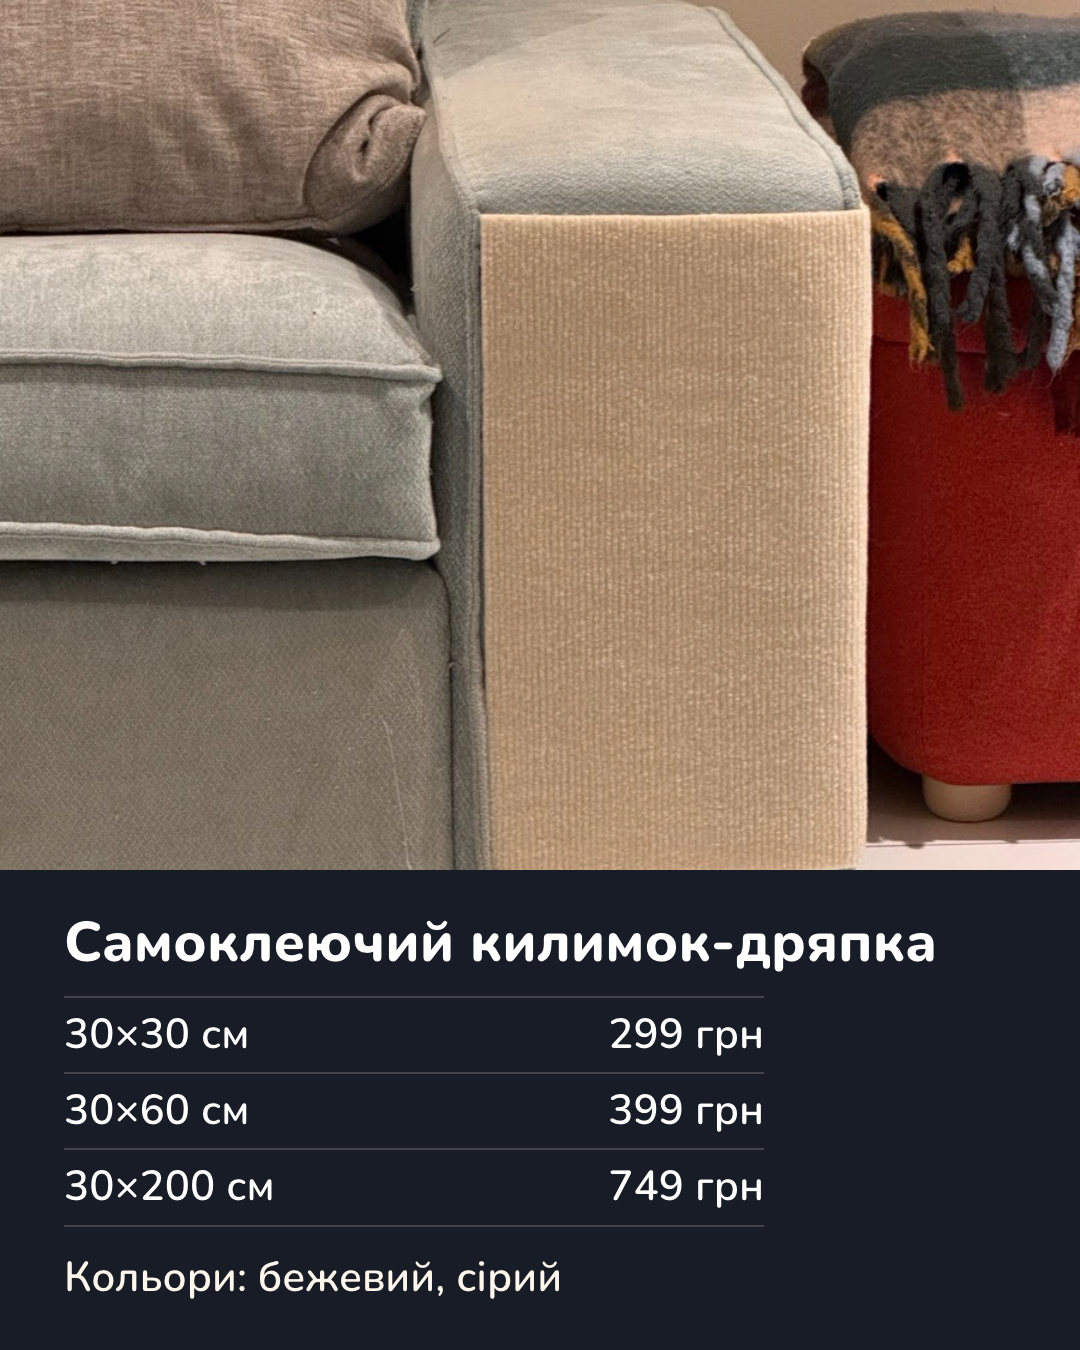 Самоклеючий килимок-дряпка
30×30 см 299 грн
30×60 см 399 грн
30×200 см 749 грн
Кольори: бежевий, сірий